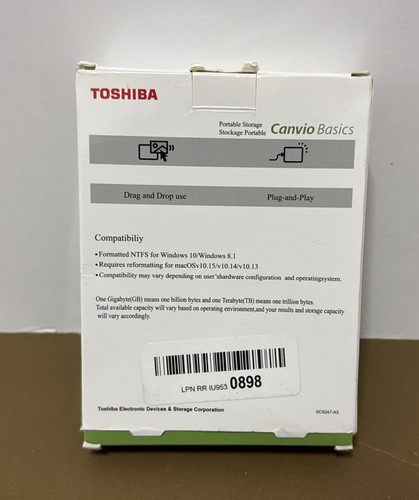 TOSHIBA
Portable Storage
Stockage Portable
Canvio Basics
Drag and Drop use
Plug-and-Play
Compatibiliy
•Formatted NTFS for Windows 10/Windows 8.1
•Requires reformatting for macOSv10.15/v10.14/v10.13
•Compatibility may vary depending on user'shardware configuration and operatingsystem.
One Gigabyte(GB) means one billion bytes and one Terabyte(TB) means one trillion bytes.
Total available capacity will vary based on operating environment,and your results and storage capacity
will vary accordingly.
LPN RR IU953 0898
Toshiba Electronic Devices & Storage Corporation
SC6247-A3